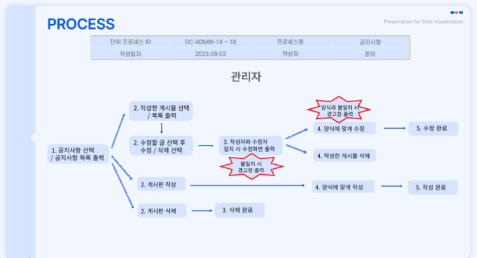 PROCESS
Presentation for Data Visualization
단위 프로세스 ID OC-ADMIN-14 ~ 18 프로세스명 공지사항
작성일자 2023.09.03 작성자 윤아
관리자
2. 작성한 게시물 선택
/ 목록 출력
양식과 불일치 시
경고창 출력
4. 양식에 맞게 수정
5. 수정 완료
1. 공지사항 선택
/ 공지사항 목록 출력
2. 수정할 글 선택 후
수정 / 삭제 선택
3. 작성자와 수정자
일치 시 수정화면 출력
4. 작성한 게시물 삭제
불일치 시
경고창 출력
2. 게시판 작성
4. 양식에 맞게 작성
5. 작성 완료
2. 게시판 삭제
3. 삭제 완료